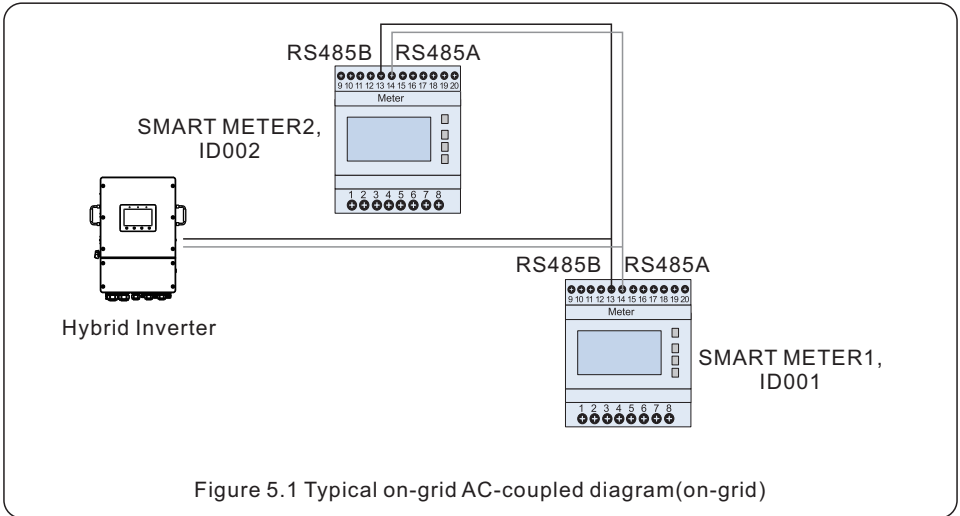 RS485B RS485A
9 10 11 12 13 14 15 16 17 18 19 20
Meter
SMART METER2,
ID002
1 2 3 4 5 6 7 8
RS485B RS485A
9 10 11 12 13 14 15 16 17 18 19 20
Meter
Hybrid Inverter
SMART METER1,
ID001
1 2 3 4 5 6 7 8
Figure 5.1 Typical on-grid AC-coupled diagram(on-grid)